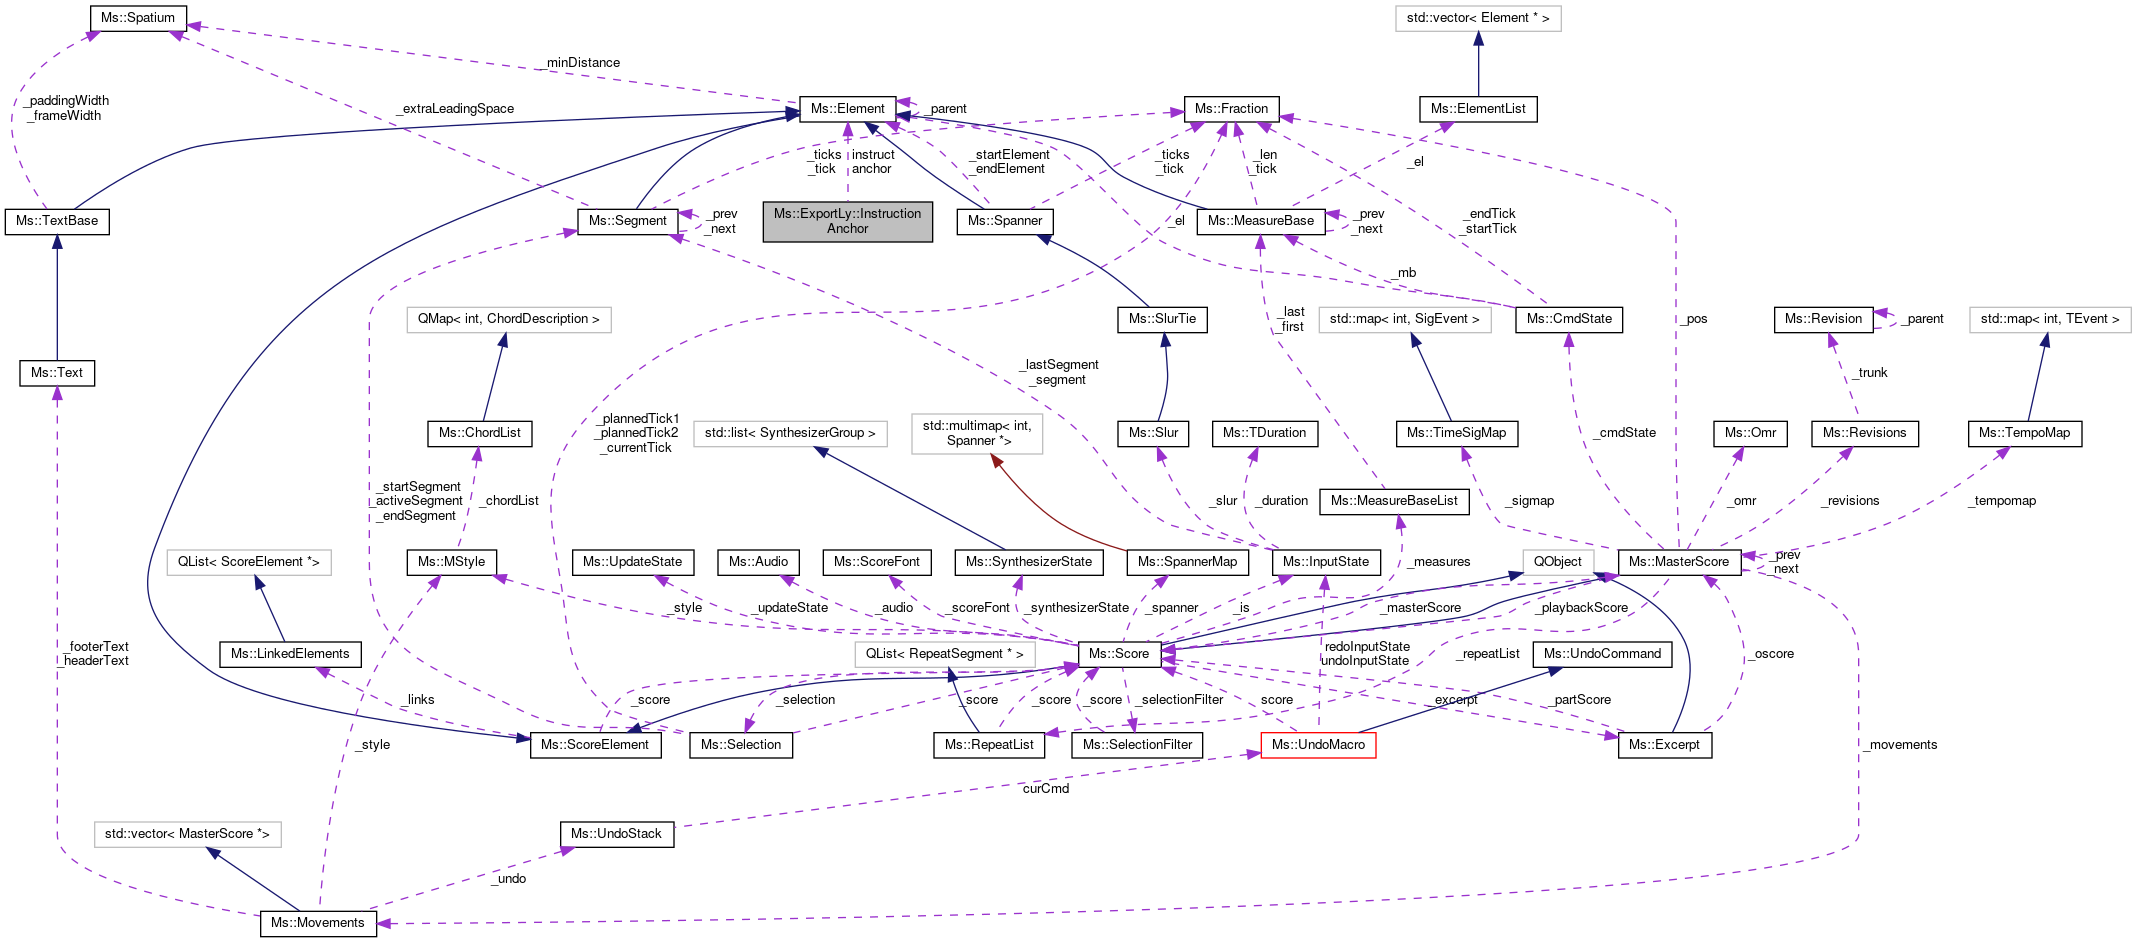 Ms::Spatium
std::vector< Element * >
_minDistance
_paddingWidth
_frameWidth
_extraLeadingSpace
Ms::Element
_parent
Ms::Fraction
Ms::ElementList
_ticks
_tick
instruct
anchor
_startElement
_endElement
_ticks
_tick
_len
_tick
_el
Ms::TextBase
Ms::Segment
_prev
_next
Ms::ExportLy::Instruction
Anchor
Ms::Spanner
_el
Ms::MeasureBase
_prev
_next
_endTick
_startTick
_mb
QMap< int, ChordDescription >
Ms::SlurTie
_last
_first
std::map< int, SigEvent >
Ms::CmdState
_pos
Ms::Revision
_parent
std::map< int, TEvent >
Ms::Text
_lastSegment
_segment
_trunk
_plannedTick1
_plannedTick2
_currentTick
Ms::ChordList
std::list< SynthesizerGroup >
std::multimap< int,
Spanner *>
Ms::Slur
Ms::TDuration
Ms::TimeSigMap
_cmdState
Ms::Omr
Ms::Revisions
Ms::TempoMap
_startSegment
_activeSegment
_endSegment
_chordList
_slur
_duration
Ms::MeasureBaseList
_sigmap
_omr
_revisions
_tempomap
QList< ScoreElement *>
Ms::MStyle
Ms::UpdateState
Ms::Audio
Ms::ScoreFont
Ms::SynthesizerState
Ms::SpannerMap
Ms::InputState
_measures
QObject
Ms::MasterScore
_prev
_next
_style
_updateState
_audio
_scoreFont
_synthesizerState
_spanner
_is
_masterScore
_playbackScore
_footerText
_headerText
Ms::LinkedElements
QList< RepeatSegment * >
Ms::Score
redoInputState
undoInputState
_repeatList
Ms::UndoCommand
_oscore
_links
_score
_selection
_score
_score
_score
_selectionFilter
score
_excerpt
_partScore
_style
Ms::ScoreElement
Ms::Selection
Ms::RepeatList
Ms::SelectionFilter
Ms::UndoMacro
Ms::Excerpt
_movements
curCmd
std::vector< MasterScore *>
Ms::UndoStack
_undo
Ms::Movements